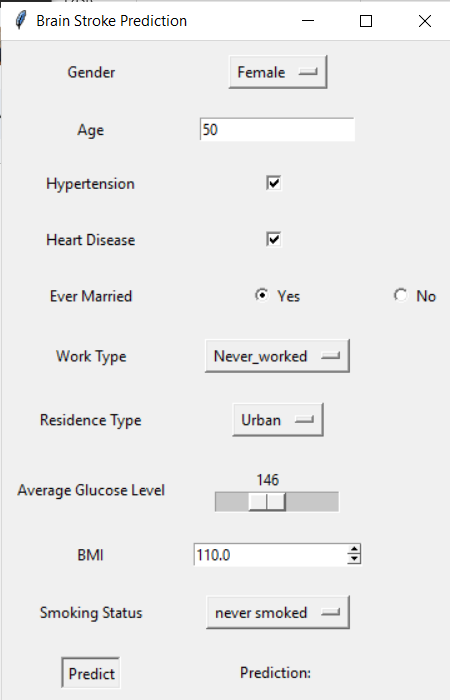 Brain Stroke Prediction
Gender Female
Age 50
Hypertension
Heart Disease
Ever Married Yes No
Work Type Never_worked
Residence Type Urban
146
Average Glucose Level
BMI 110.0
Smoking Status never smoked
Predict Prediction: